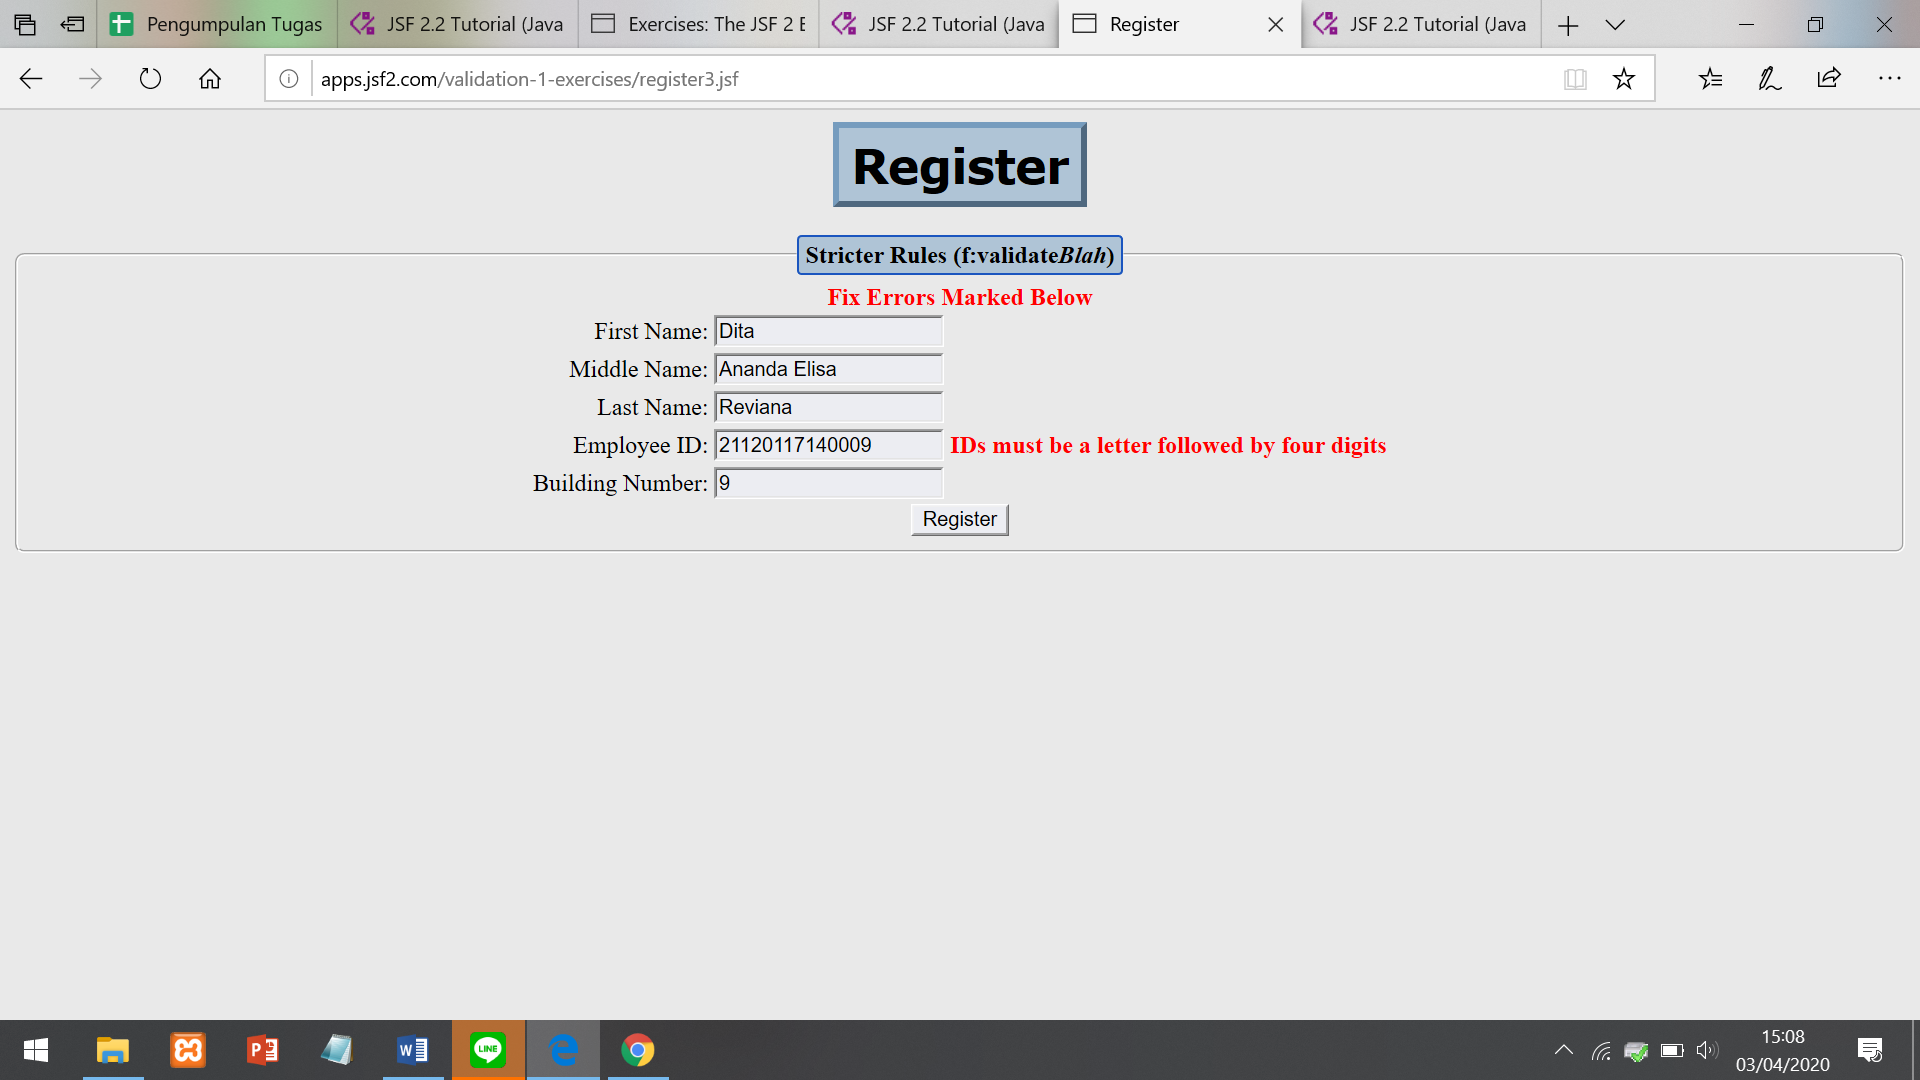 Pengumpulan Tugas
JSF 2.2 Tutorial (Java
Exercises: The JSF 2 E
JSF 2.2 Tutorial (Java
Register
JSF 2.2 Tutorial (Java
apps.jsf2.com/validation-1-exercises/register3.jsf
Register
Stricter Rules (f:validateBlah)
Fix Errors Marked Below
First Name: Dita
Middle Name: Ananda Elisa
Last Name: Reviana
Employee ID: 21120117140009 IDs must be a letter followed by four digits
Building Number: 9
Register
LINE
15:08
03/04/2020